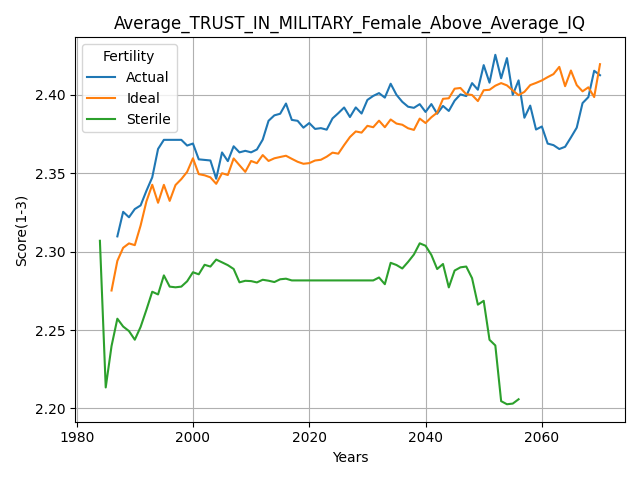 Average_TRUST_IN_MILITARY_Female_Above_Average_IQ
Fertility
Actual
Ideal
Sterile
Score(1-3)
2.40
2.35
2.30
2.25
2.20
1980
2000
2020
2040
2060
Years